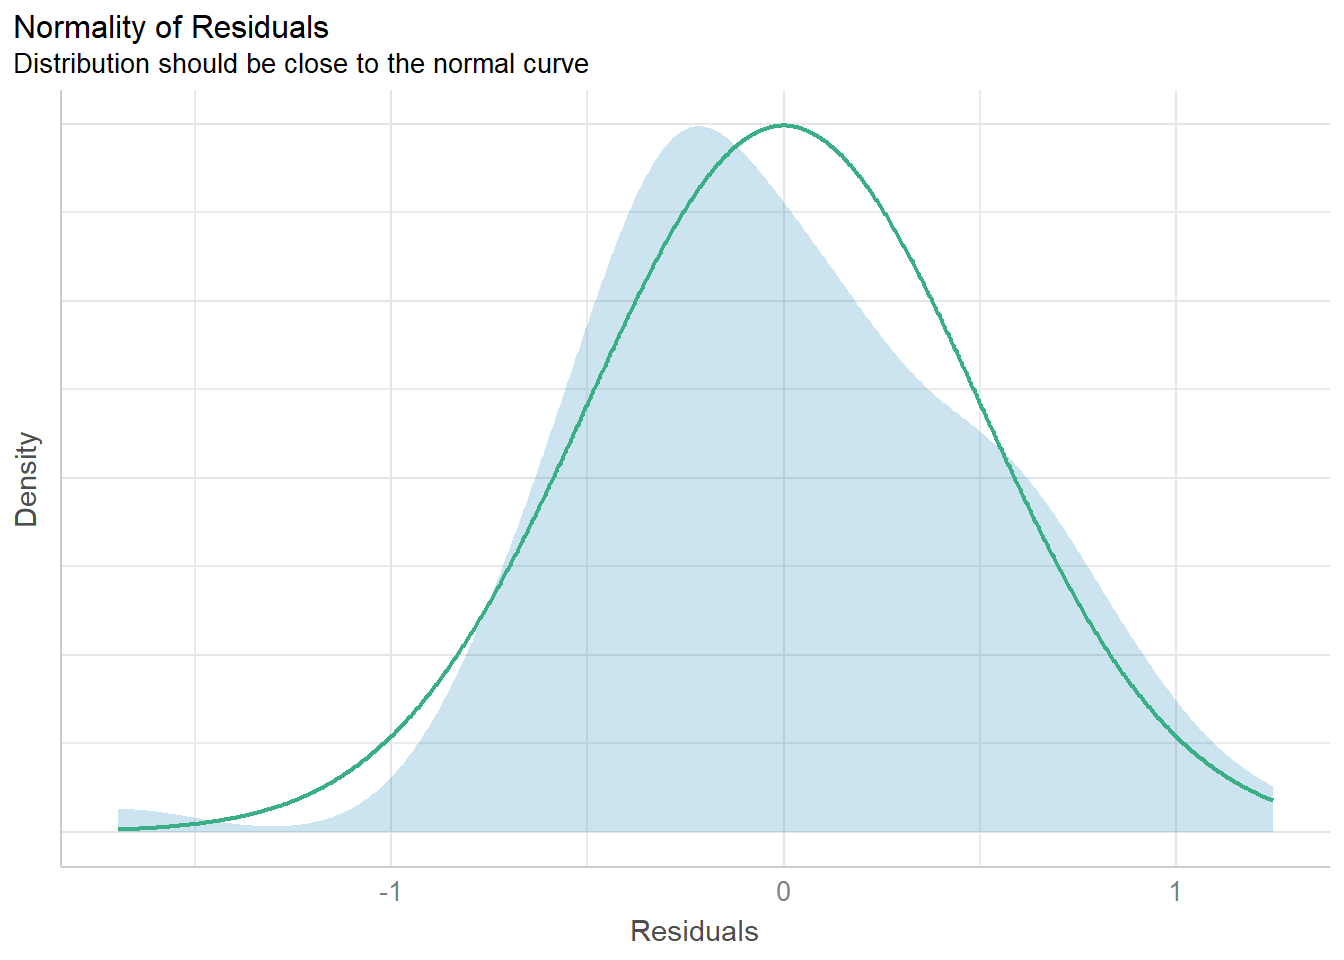 Normality of Residuals
Distribution should be close to the normal curve
Density
-1 0 1
Residuals